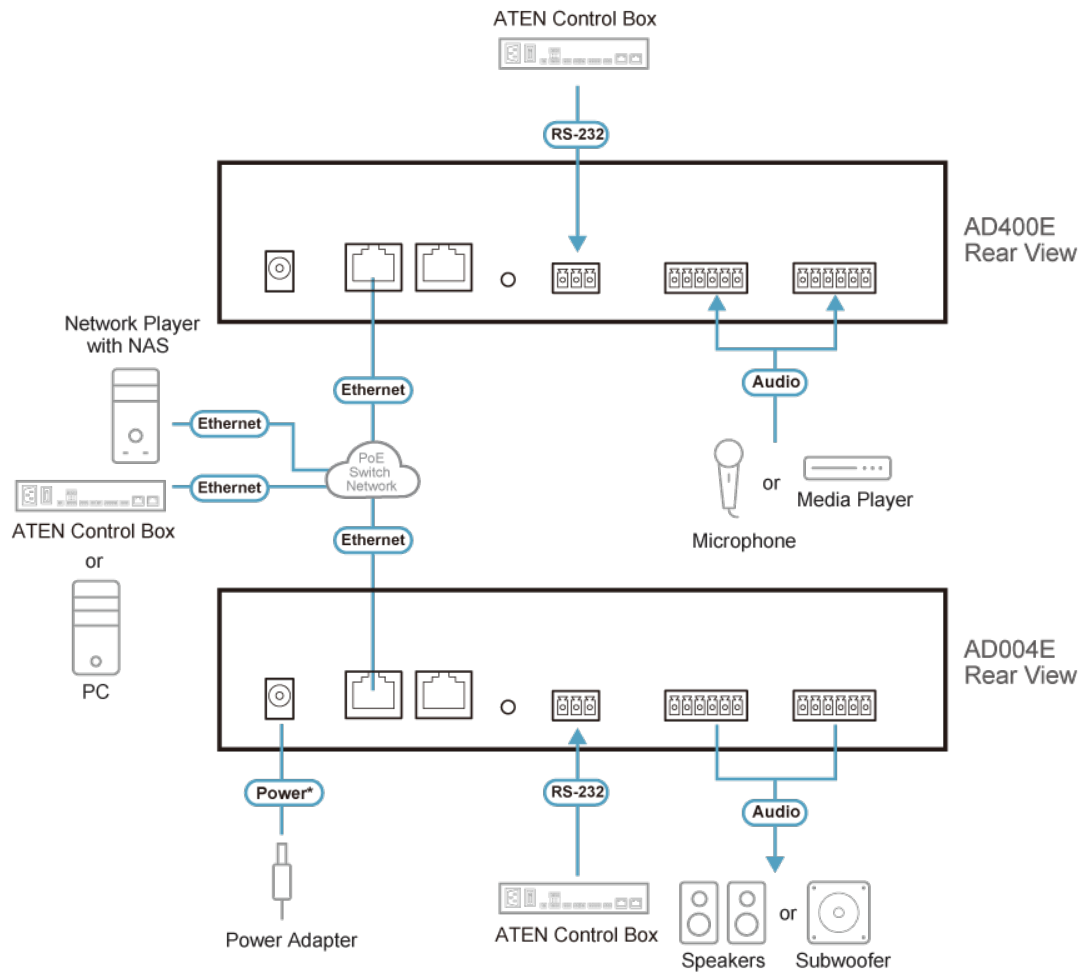 ATEN Control Box
RS-232
AD400E
Rear View
Network Player
with NAS
Ethernet
Audio
Ethernet
PoE
Switch
Network
Ethernet
or
Media Player
ATEN Control Box
Ethernet
Microphone
or
PC
AD004E
Rear View
Power*
RS-232
Audio
Power Adapter
ATEN Control Box
or
Speakers
Subwoofer